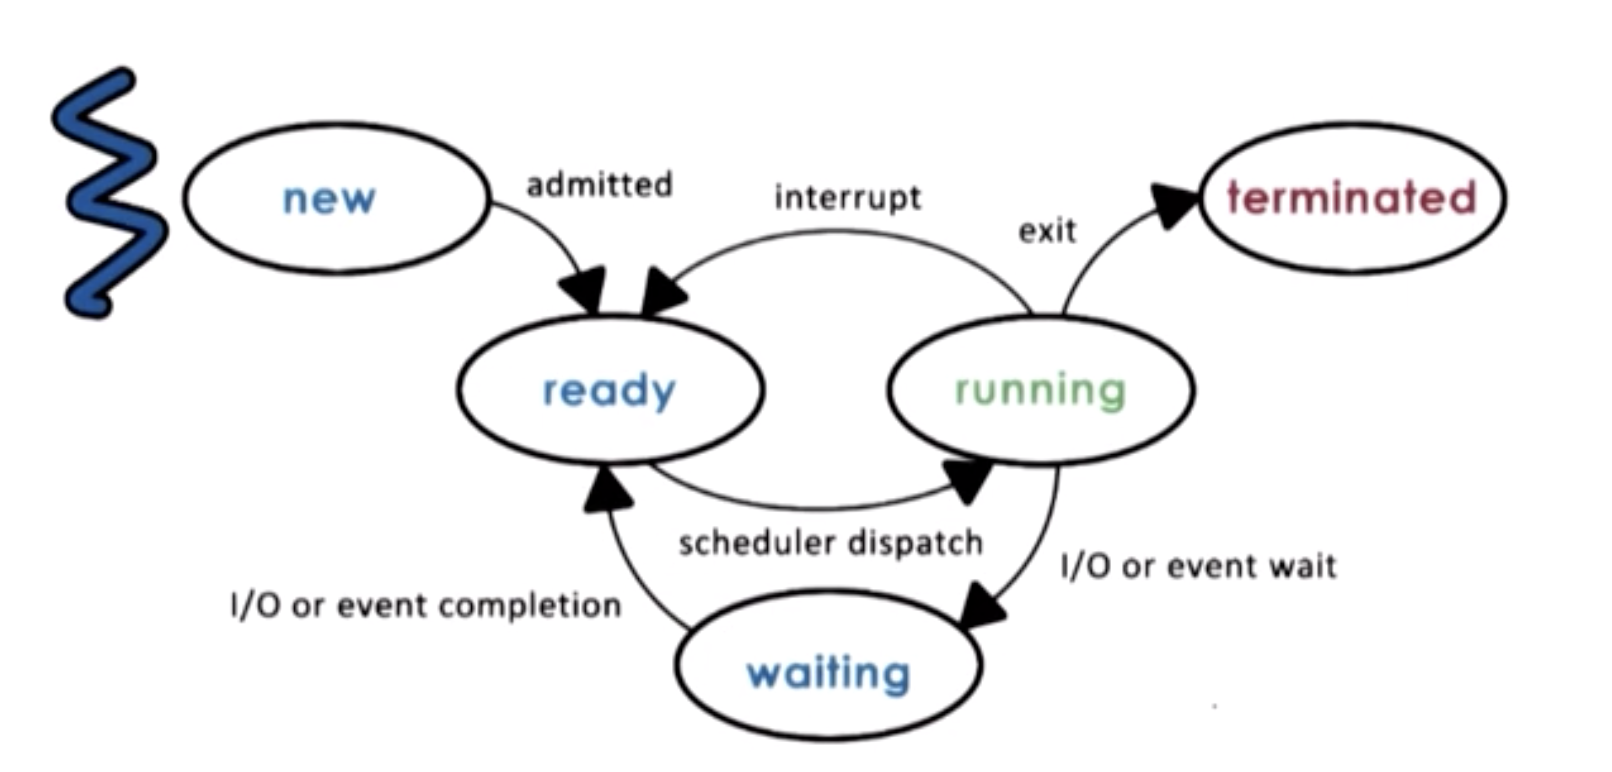 new
admitted
interrupt
exit
terminated
ready
running
scheduler dispatch
I/O or event wait
I/O or event completion
waiting